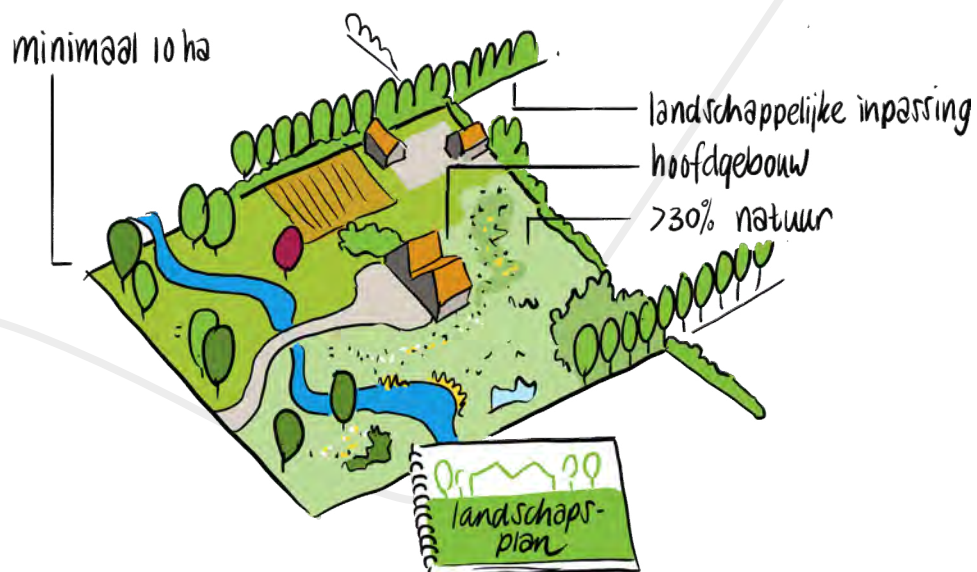 minimaal 10 ha
landschappelijke inpassing
hoofdgebouw
>30% natuur
landschaps-
plan